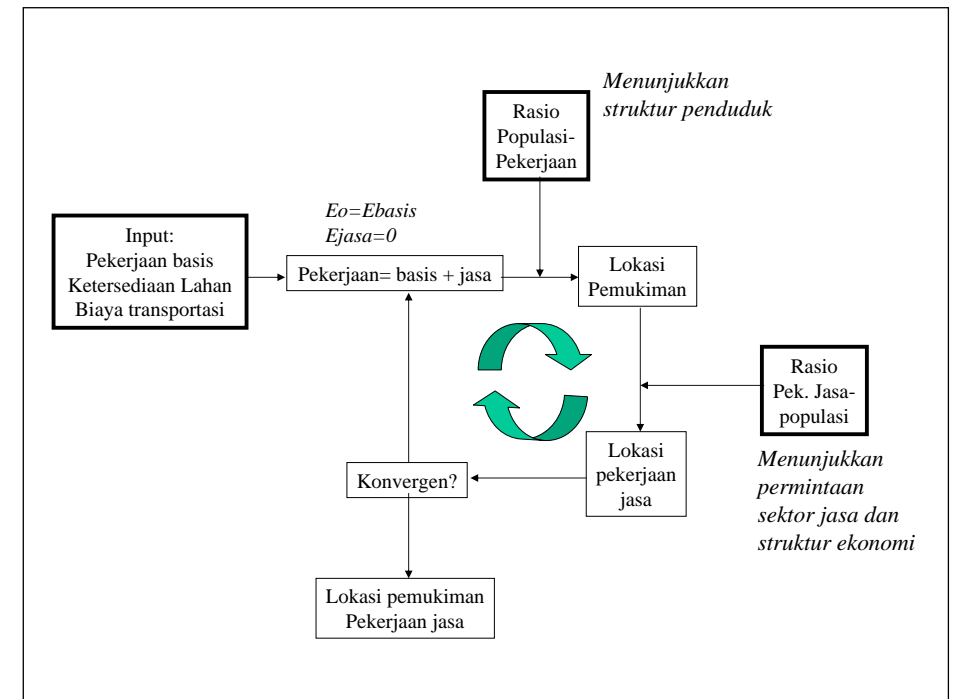 Menunjukkan
struktur penduduk
Rasio
Populasi-
Pekerjaan
Eo=Ebasis
Ejasa=0
Input:
Pekerjaan basis
Ketersediaan Lahan
Biaya transportasi
Pekerjaan= basis + jasa
Lokasi
Pemukiman
Rasio
Pek. Jasa-
populasi
Menunjukkan
permintaan
sektor jasa dan
struktur ekonomi
Lokasi
pekerjaan
jasa
Konvergen?
Lokasi pemukiman
Pekerjaan jasa